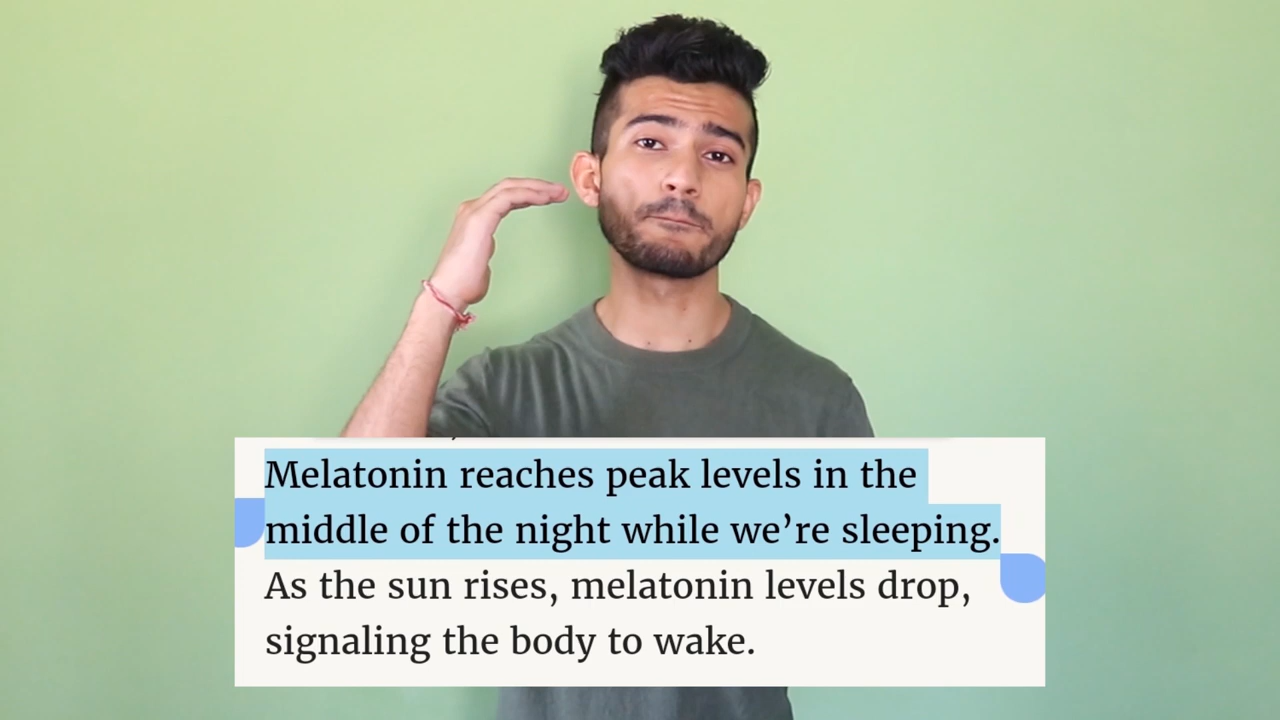 Melatonin reaches peak levels in the
middle of the night while we’re sleeping.
As the sun rises, melatonin levels drop,
signaling the body to wake.